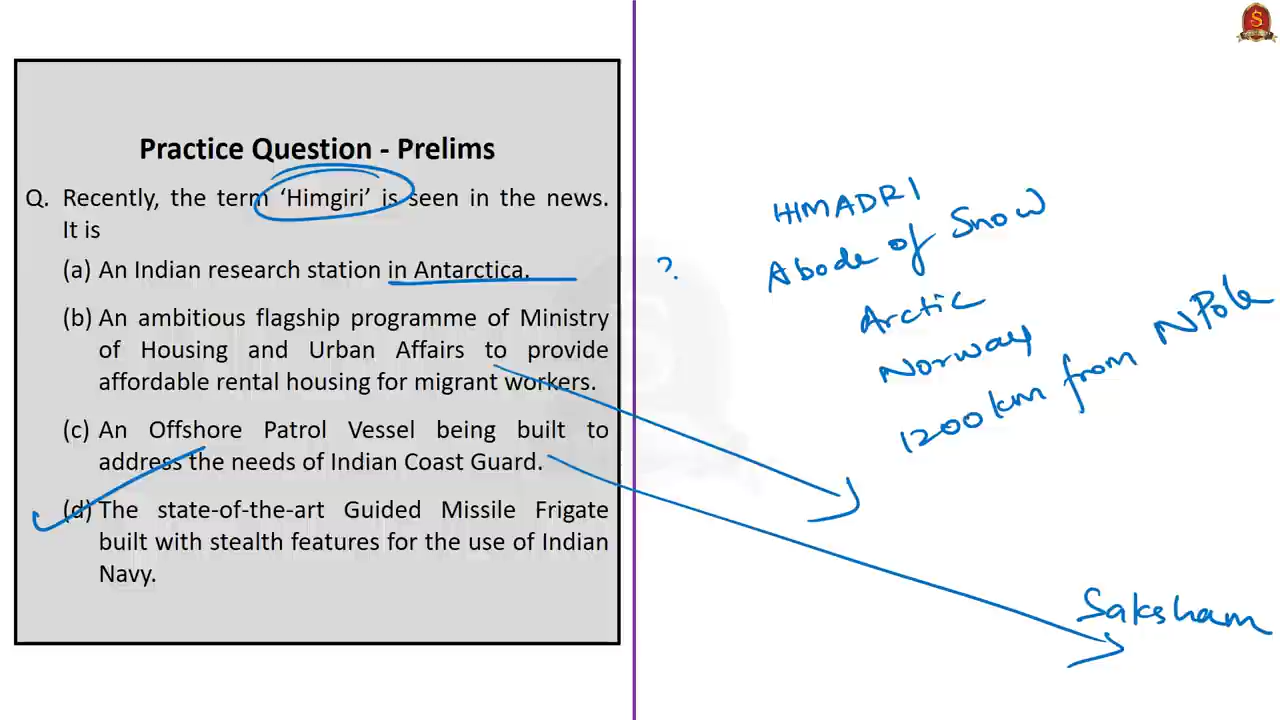 Practice Question - Prelims
Q. Recently, the term ‘Himgiri’ is seen in the news.
It is
(a) An Indian research station in Antarctica.
(b) An ambitious flagship programme of Ministry
of Housing and Urban Affairs to provide
affordable rental housing for migrant workers.
(c) An Offshore Patrol Vessel being built to
address the needs of Indian Coast Guard.
(d) The state-of-the-art Guided Missile Frigate
built with stealth features for the use of Indian
Navy.
?
HIMADRI
Abode of Snow
Arctic
Norway
1200km from N Pole
Saksham
S